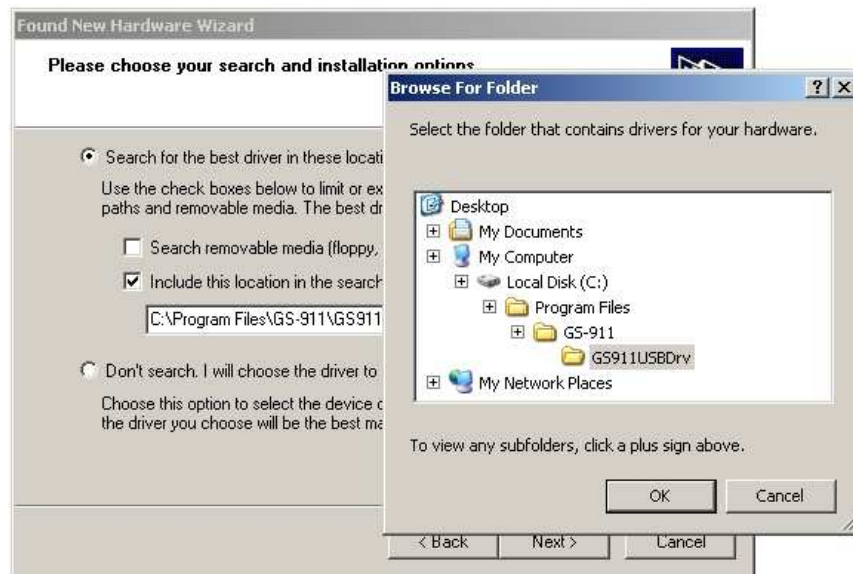 Found New Hardware Wizard
Please choose your search and installation options.
Search for the best driver in these locati
Use the check boxes below to limit or ex
paths and removable media. The best dr
Search removable media (floppy,
Include this location in the search
C:\Program Files\GS-911\GS911
Don't search. I will choose the driver to
Choose this option to select the device d
the driver you choose will be the best ma
< Back
Next >
Cancel
Browse For Folder
Select the folder that contains drivers for your hardware.
Desktop
My Documents
My Computer
Local Disk (C:)
Program Files
GS-911
GS911USBDrv
My Network Places
To view any subfolders, click a plus sign above.
OK
Cancel